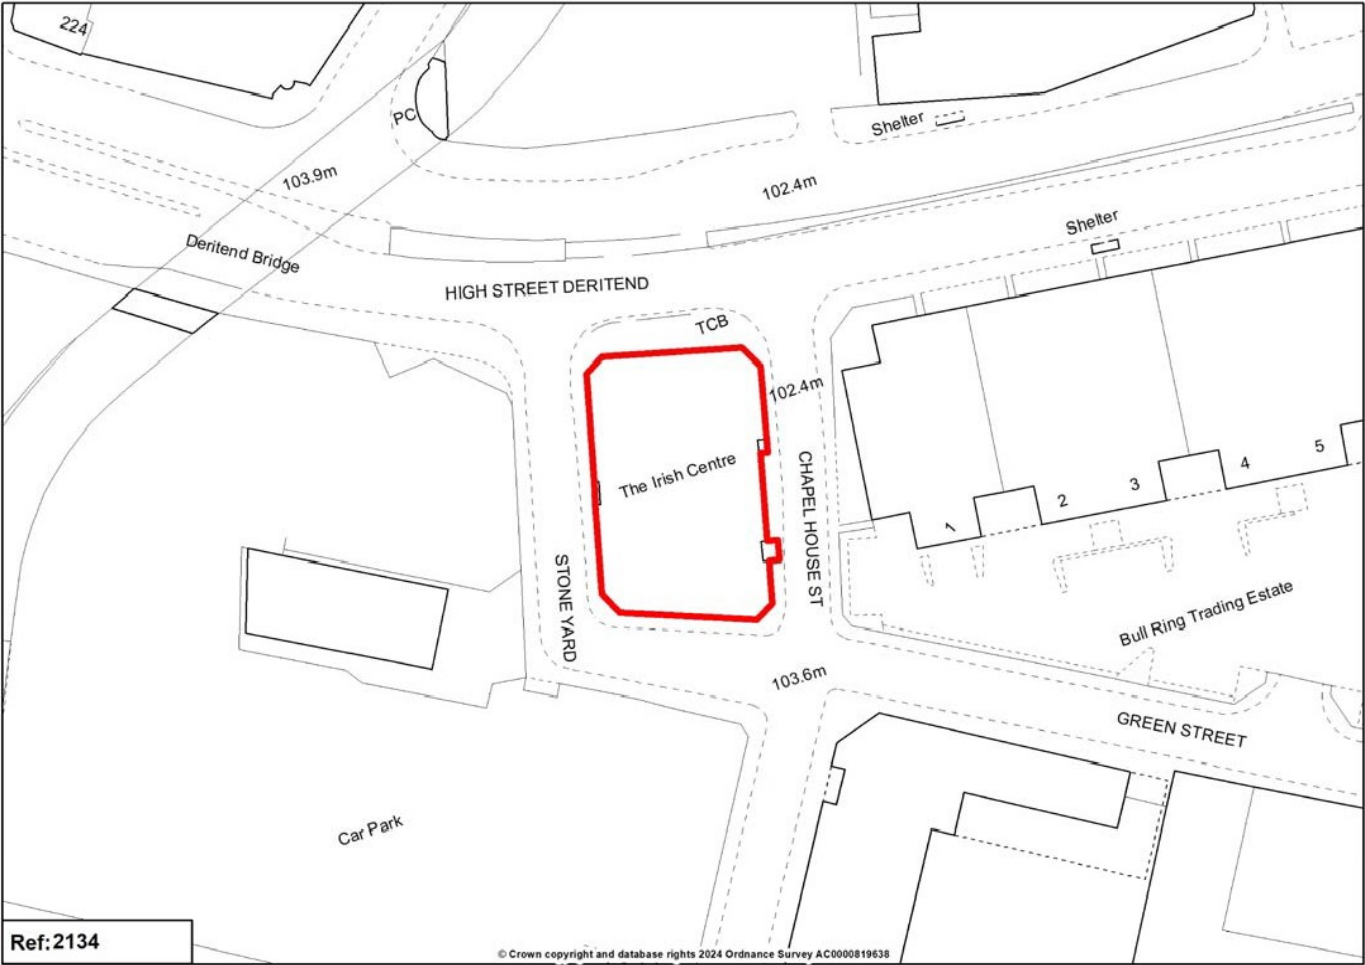 224
PC
Shelter
103.9m
102.4m
Shelter
Deritend Bridge
HIGH STREET DERITEND
TCB
102.4m
The Irish Centre
CHAPEL HOUSE ST
1
2
3
4
5
STONE YARD
Bull Ring Trading Estate
103.6m
GREEN STREET
Car Park
Ref:2134
© Crown copyright and database rights 2024 Ordnance Survey AC0000819638